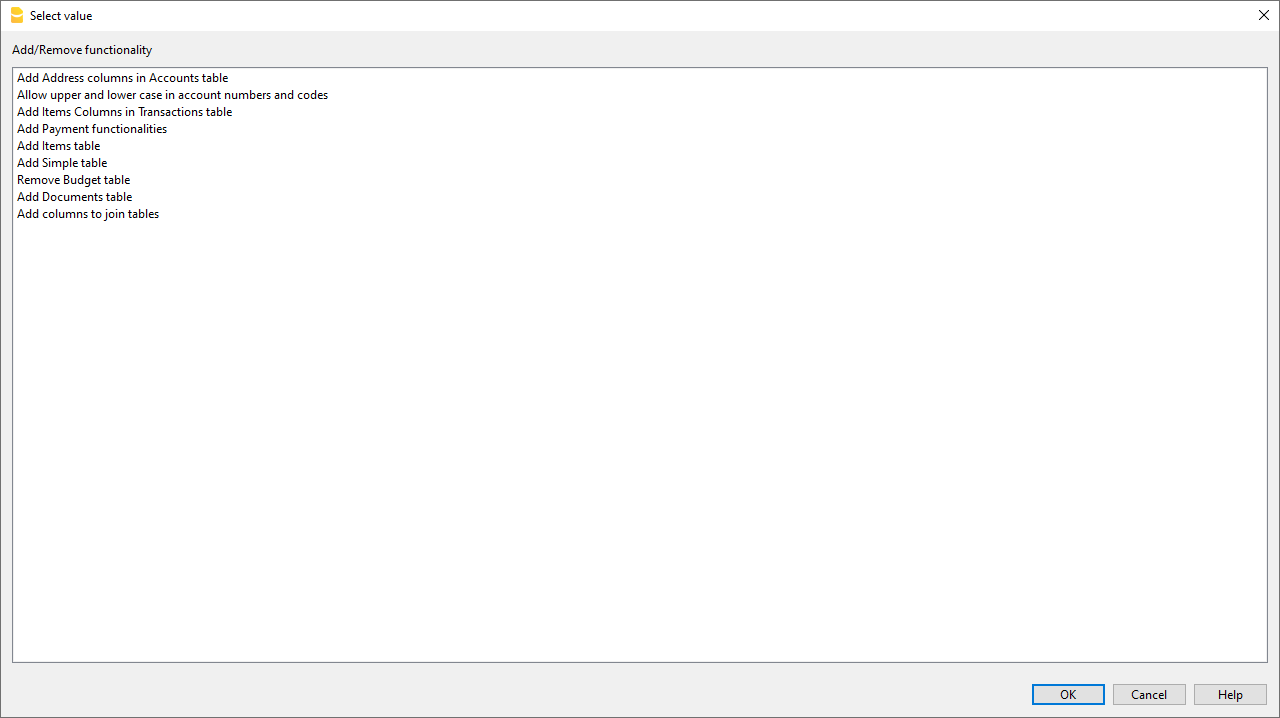 Select value
Add/Remove functionality
Add Address columns in Accounts table
Allow upper and lower case in account numbers and codes
Add Items Columns in Transactions table
Add Payment functionalities
Add Items table
Add Simple table
Remove Budget table
Add Documents table
Add columns to join tables
OK Cancel Help